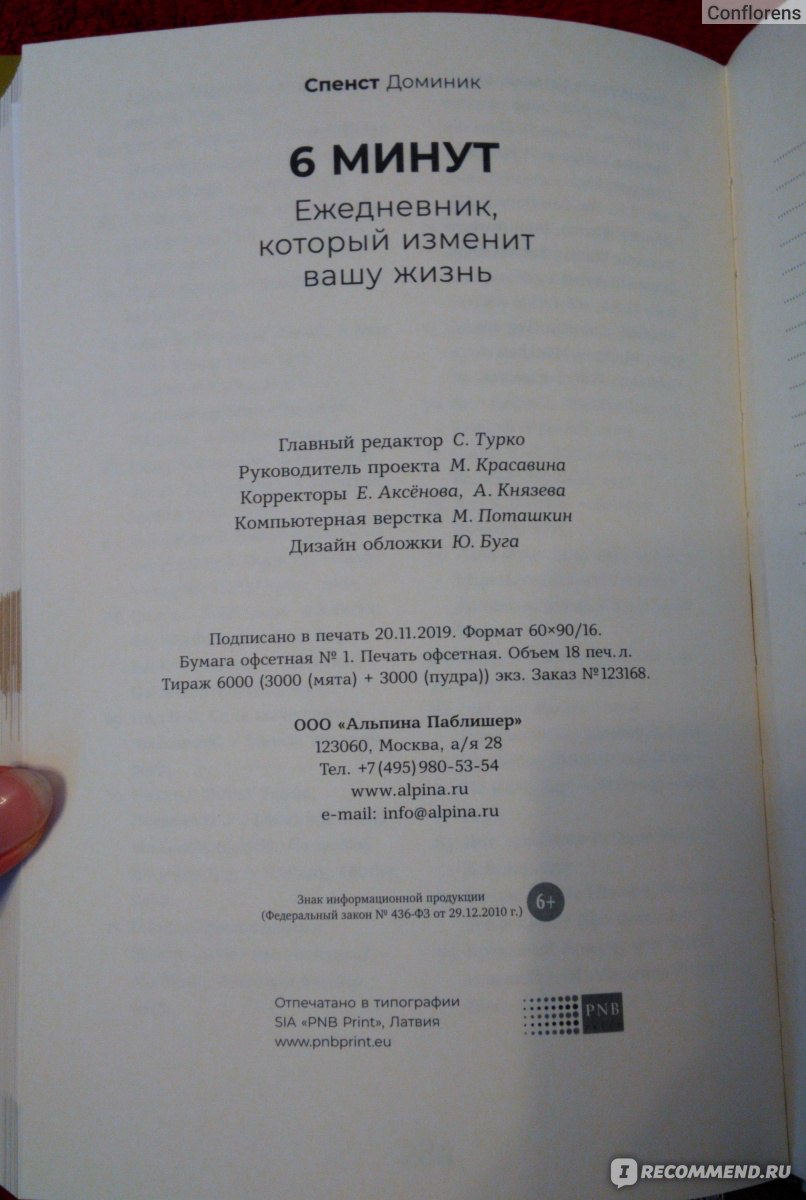 Conflorens
Спенст Доминик
6 МИНУТ
Ежедневник,
который изменит
вашу жизнь
Главный редактор С. Турко
Руководитель проекта М. Красавина
Корректоры Е. Аксёнова, А. Князева
Компьютерная верстка М. Поташкин
Дизайн обложки Ю. Буга
Подписано в печать 20.11.2019. Формат 60×90/16.
Бумага офсетная № 1. Печать офсетная. Объем 18 печ. л.
Тираж 6000 (3000 (мята) + 3000 (пудра)) экз. Заказ №123168.
ООО «Альпина Паблишер»
123060, Москва, а/я 28
Тел. +7 (495) 980-53-54
www.alpina.ru
e-mail: info@alpina.ru
Знак информационной продукции
(Федеральный закон № 436-ФЗ от 29.12.2010 г.)
6+
Отпечатано в типографии
SIA «PNB Print», Латвия
www.pnbprint.eu
PNB
IRECOMMEND.RU